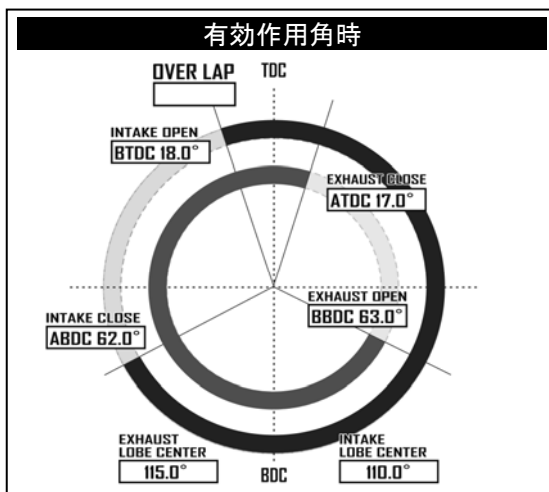 有効作用角時
OVER LAP
TDC
INTAKE OPEN
BTDC 18.0°
EXHAUST CLOSE
ATDC 17.0°
EXHAUST OPEN
BBDC 63.0°
INTAKE CLOSE
ABDC 62.0°
EXHAUST
LOBE CENTER
115.0°
BDC
INTAKE
LOBE CENTER
110.0°